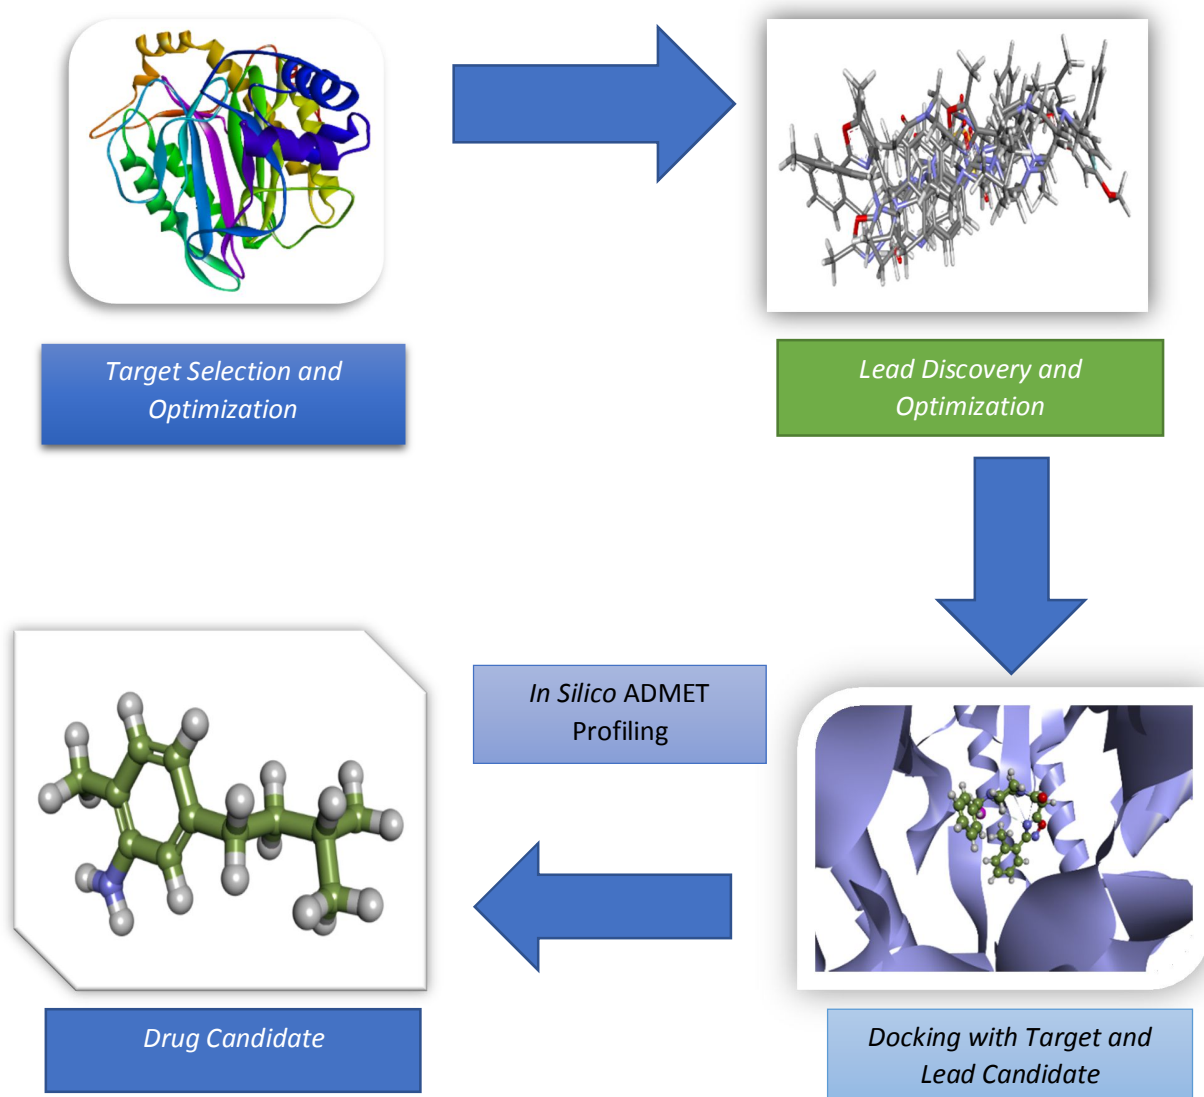 Target Selection and
Optimization
Lead Discovery and
Optimization
In Silico ADMET
Profiling
Drug Candidate
Docking with Target and
Lead Candidate